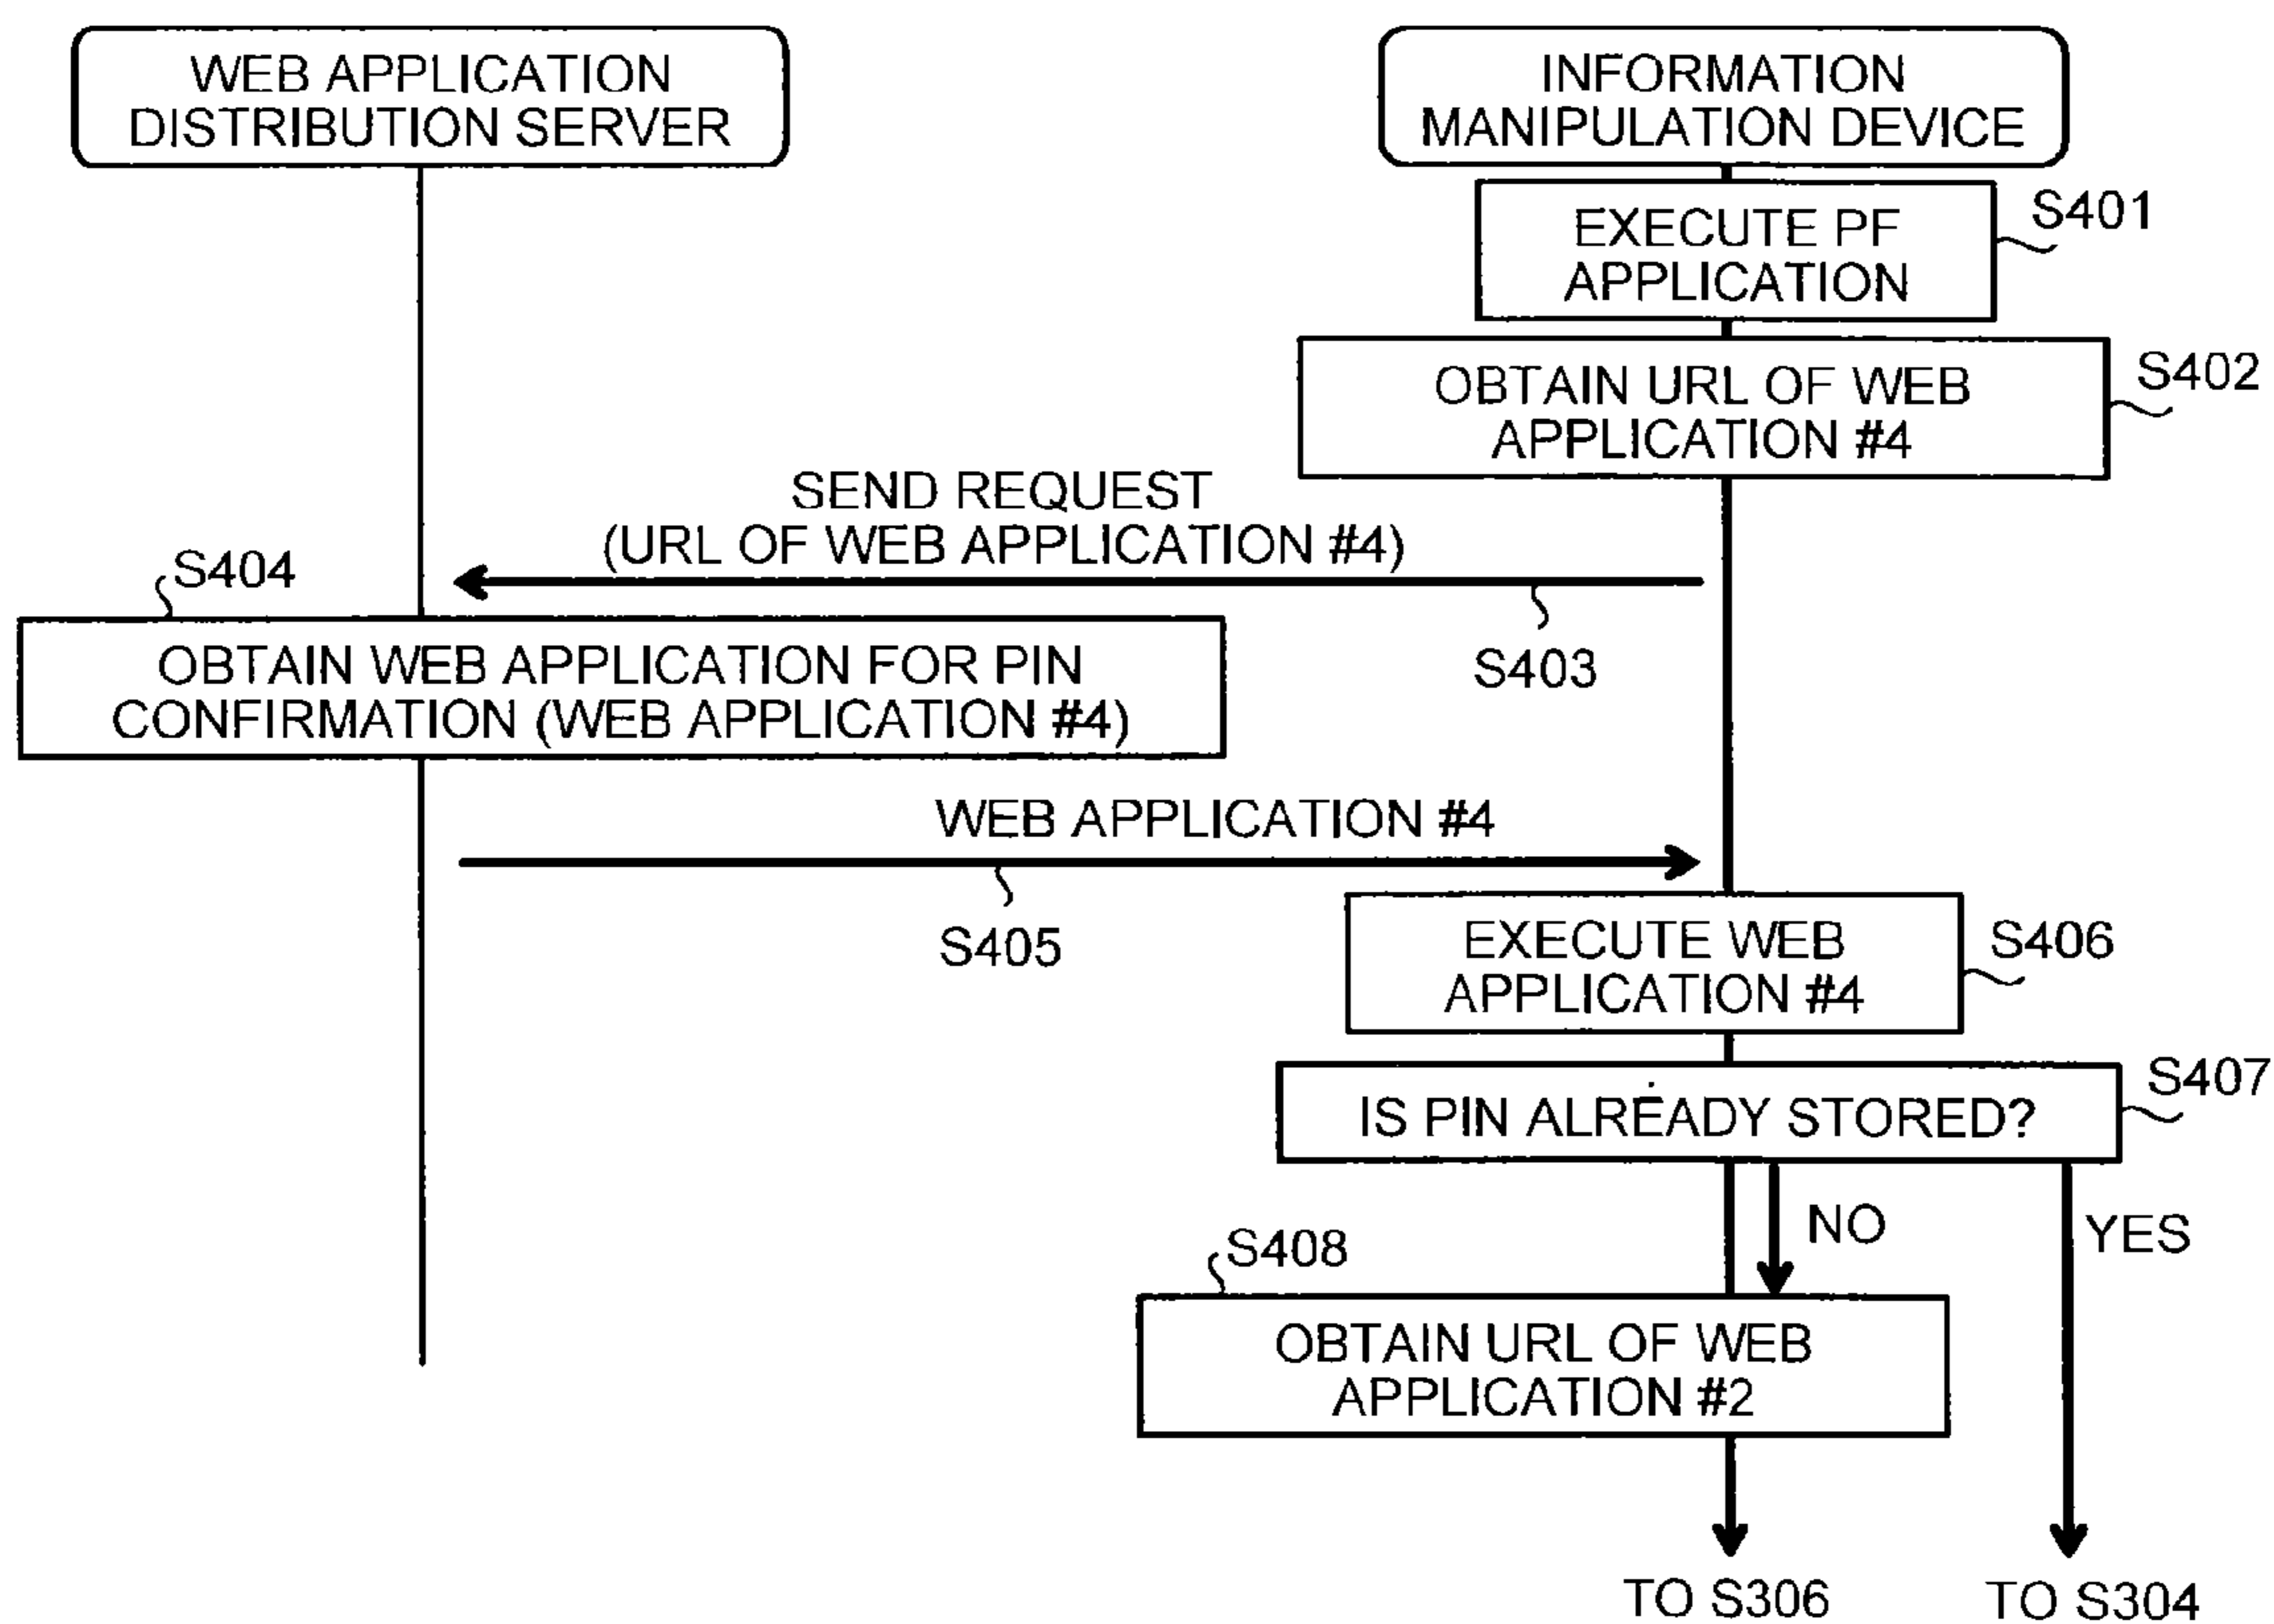 WEB APPLICATION
DISTRIBUTION SERVER
INFORMATION
MANIPULATION DEVICE
EXECUTE PF
APPLICATION
S401
OBTAIN URL OF WEB
APPLICATION #4
S402
SEND REQUEST
(URL OF WEB APPLICATION #4)
S403
S404
OBTAIN WEB APPLICATION FOR PIN
CONFIRMATION (WEB APPLICATION #4)
WEB APPLICATION #4
S405
EXECUTE WEB
APPLICATION #4
S406
IS PIN ALREADY STORED?
S407
NO
YES
S408
OBTAIN URL OF WEB
APPLICATION #2
TO S306
TO S304